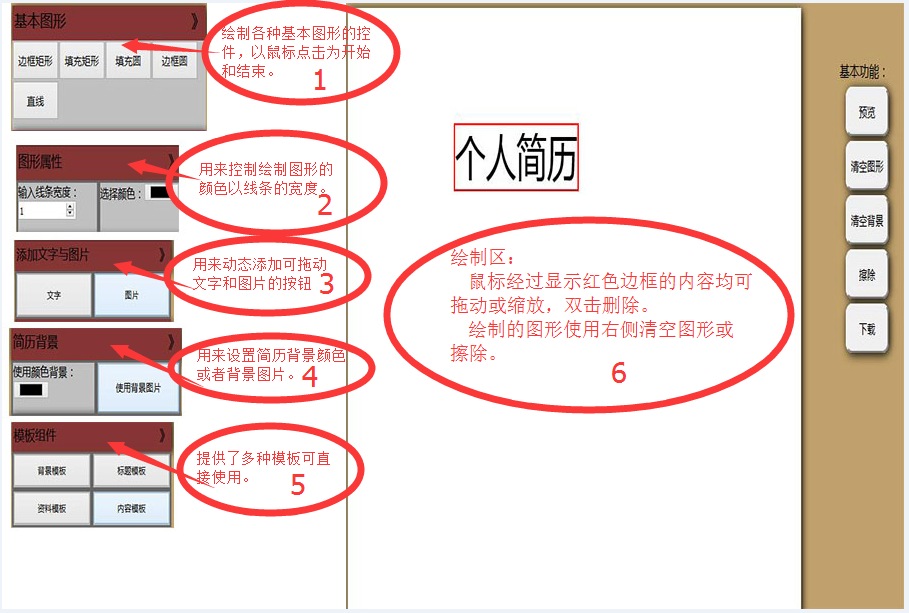 基本图形 》
边框矩形 填充矩形 填充圆 边框圆
直线
绘制各种基本图形的控
件，以鼠标点击为开始
和结束。
1
图形属性 》
输入线条宽度：
1
选择颜色：
用来控制绘制图形的
颜色以线条的宽度。
2
添加文字与图片 》
文字 图片
用来动态添加可拖动
文字和图片的按钮
3
简历背景 》
使用颜色背景：
使用背景图片
用来设置简历背景颜色
或者背景图片。
4
模板组件 》
背景模板 标题模板
资料模板 内容模板
提供了多种模板可直
接使用。
5
个人简历
绘制区：
鼠标经过显示红色边框的内容均可
拖动或缩放，双击删除。
绘制的图形使用右侧清空图形或
擦除。
6
基本功能：
预览
清空图形
清空背景
擦除
下载